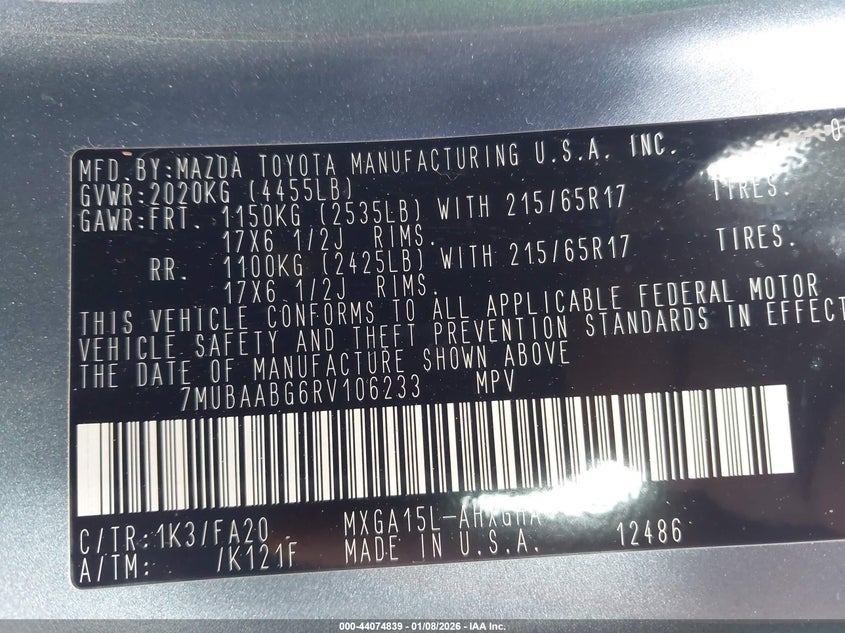 MFD.BY:MAZDA TOYOTA MANUFACTURING U.S.A. INC. 0
GVWR:2020KG (4455LB)
GAWR:FRT. 1150KG (2535LB) WITH 215/65R17 TIRES.
17X6 1/2J RIMS.
RR. 1100KG (2425LB) WITH 215/65R17 TIRES.
17X6 1/2J RIMS.
THIS VEHICLE CONFORMS TO ALL APPLICABLE FEDERAL MOTOR
VEHICLE SAFETY AND THEFT PREVENTION STANDARDS IN EFFECT
THE DATE OF MANUFACTURE SHOWN ABOVE
7MUBAABG6RV106233 MPV
C/TR:1K3/FA20 MXGA15L-AHXGHA
A/TM: /K121F MADE IN U.S.A. 12486
000-44074839 - 01/08/2026 - IAA Inc.